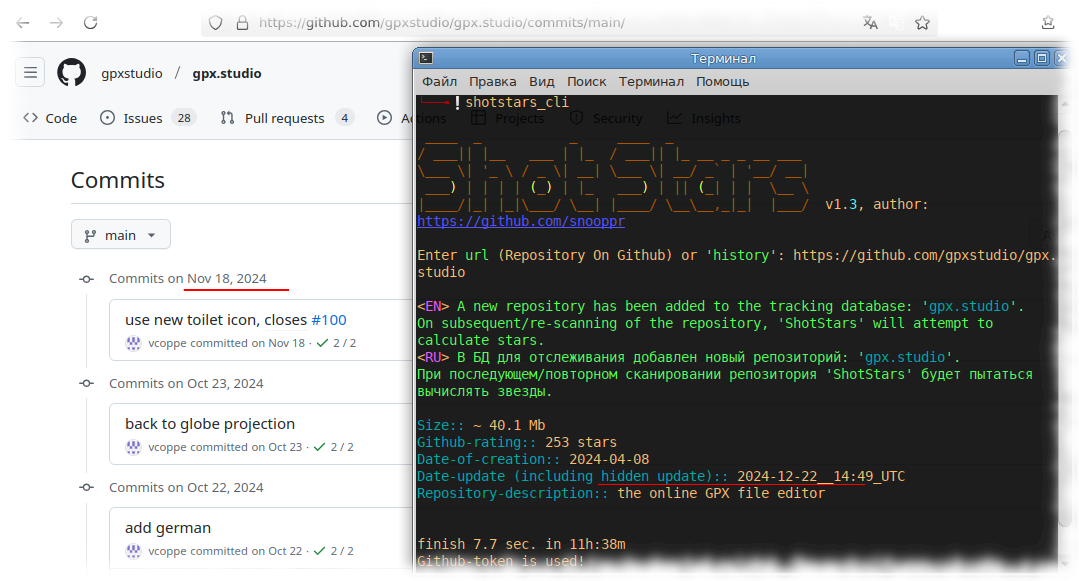 https://github.com/gpxstudio/gpx.studio/commits/main/
gpxstudio / gpx.studio
Code
Issues 28
Pull requests 4
Actions
Projects
Security
Insights
Commits
main
Commits on Nov 18, 2024
use new toilet icon, closes #100
vcoppe committed on Nov 18 · 2 / 2
Commits on Oct 23, 2024
back to globe projection
vcoppe committed on Oct 23 · 2 / 2
Commits on Oct 22, 2024
add german
vcoppe committed on Oct 22 · 2 / 2
Терминал
Файл Правка Вид Поиск Терминал Помощь
!shotstars_cli
Shot Stars
v1.3, author:
https://github.com/snooppr
Enter url (Repository On Github) or 'history': https://github.com/gpxstudio/gpx.
studio
<EN> A new repository has been added to the tracking database: 'gpx.studio'.
On subsequent/re-scanning of the repository, 'ShotStars' will attempt to
calculate stars.
<RU> В БД для отслеживания добавлен новый репозиторий: 'gpx.studio'.
При последующем/повторном сканировании репозитория 'ShotStars' будет пытаться
вычислять звезды.
Size:: ~ 40.1 Mb
Github-rating:: 253 stars
Date-of-creation:: 2024-04-08
Date-update (including hidden update):: 2024-12-22__14:49_UTC
Repository-description:: the online GPX file editor
finish 7.7 sec. in 11h:38m
Github-token is used!